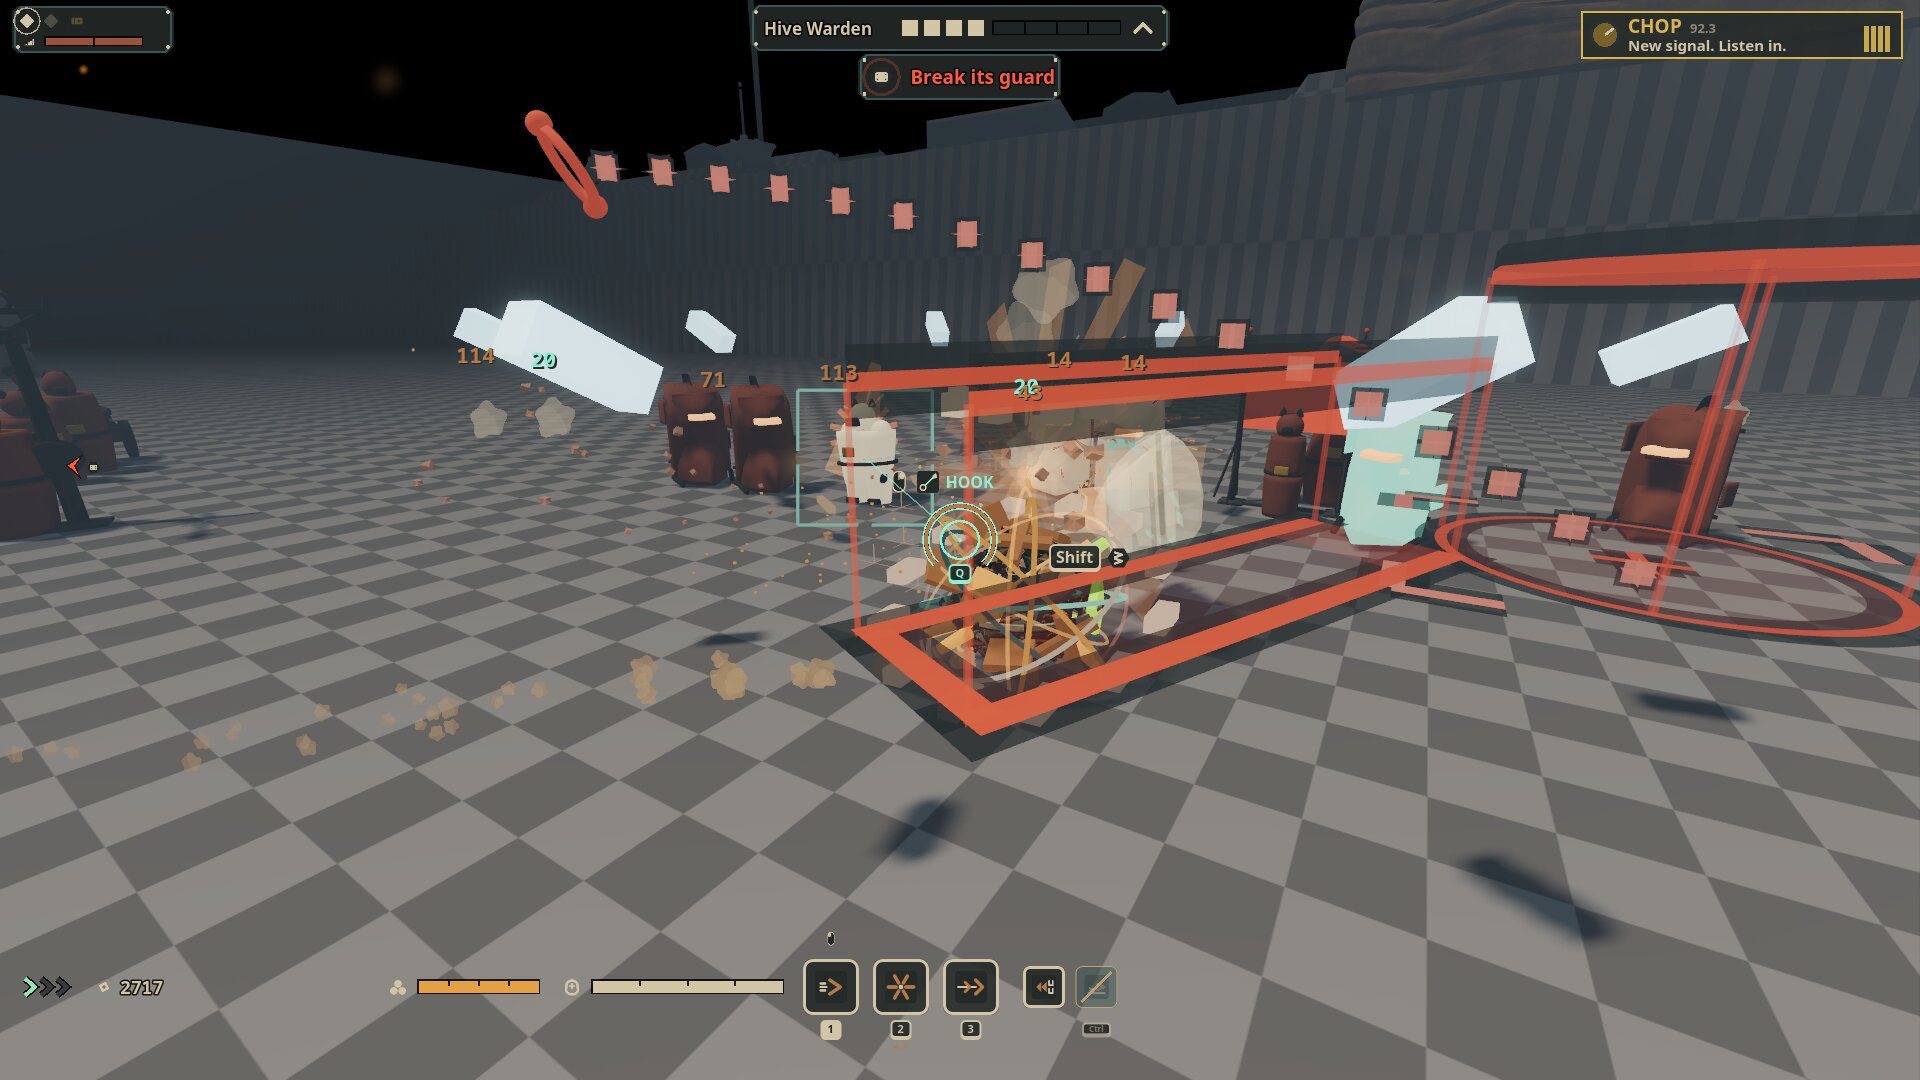 Hive Warden
Break its guard
CHOP 92.3
New signal. Listen in.
114
20
71
113
14
14
20
HOOK
Q
Shift
2717
1
2
3
Ctrl